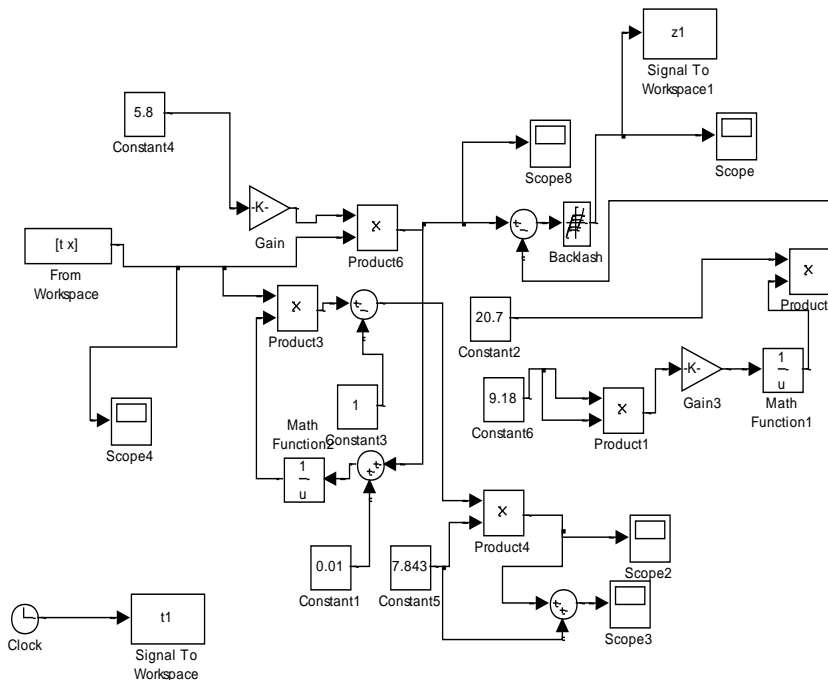 z1
Signal To
Workspace1
5.8
Constant4
Scope8
Scope
-K-
Gain
x
Product6
Backlash
[t x]
From
Workspace
x
Product3
20.7
Constant2
x
Product
1
Constant3
9.18
Constant6
x
Product1
-K-
Gain3
1
u
Math
Function1
Scope4
Math
Function2
1
u
x
Product4
0.01
Constant1
7.843
Constant5
Scope2
Scope3
Clock
t1
Signal To
Workspace